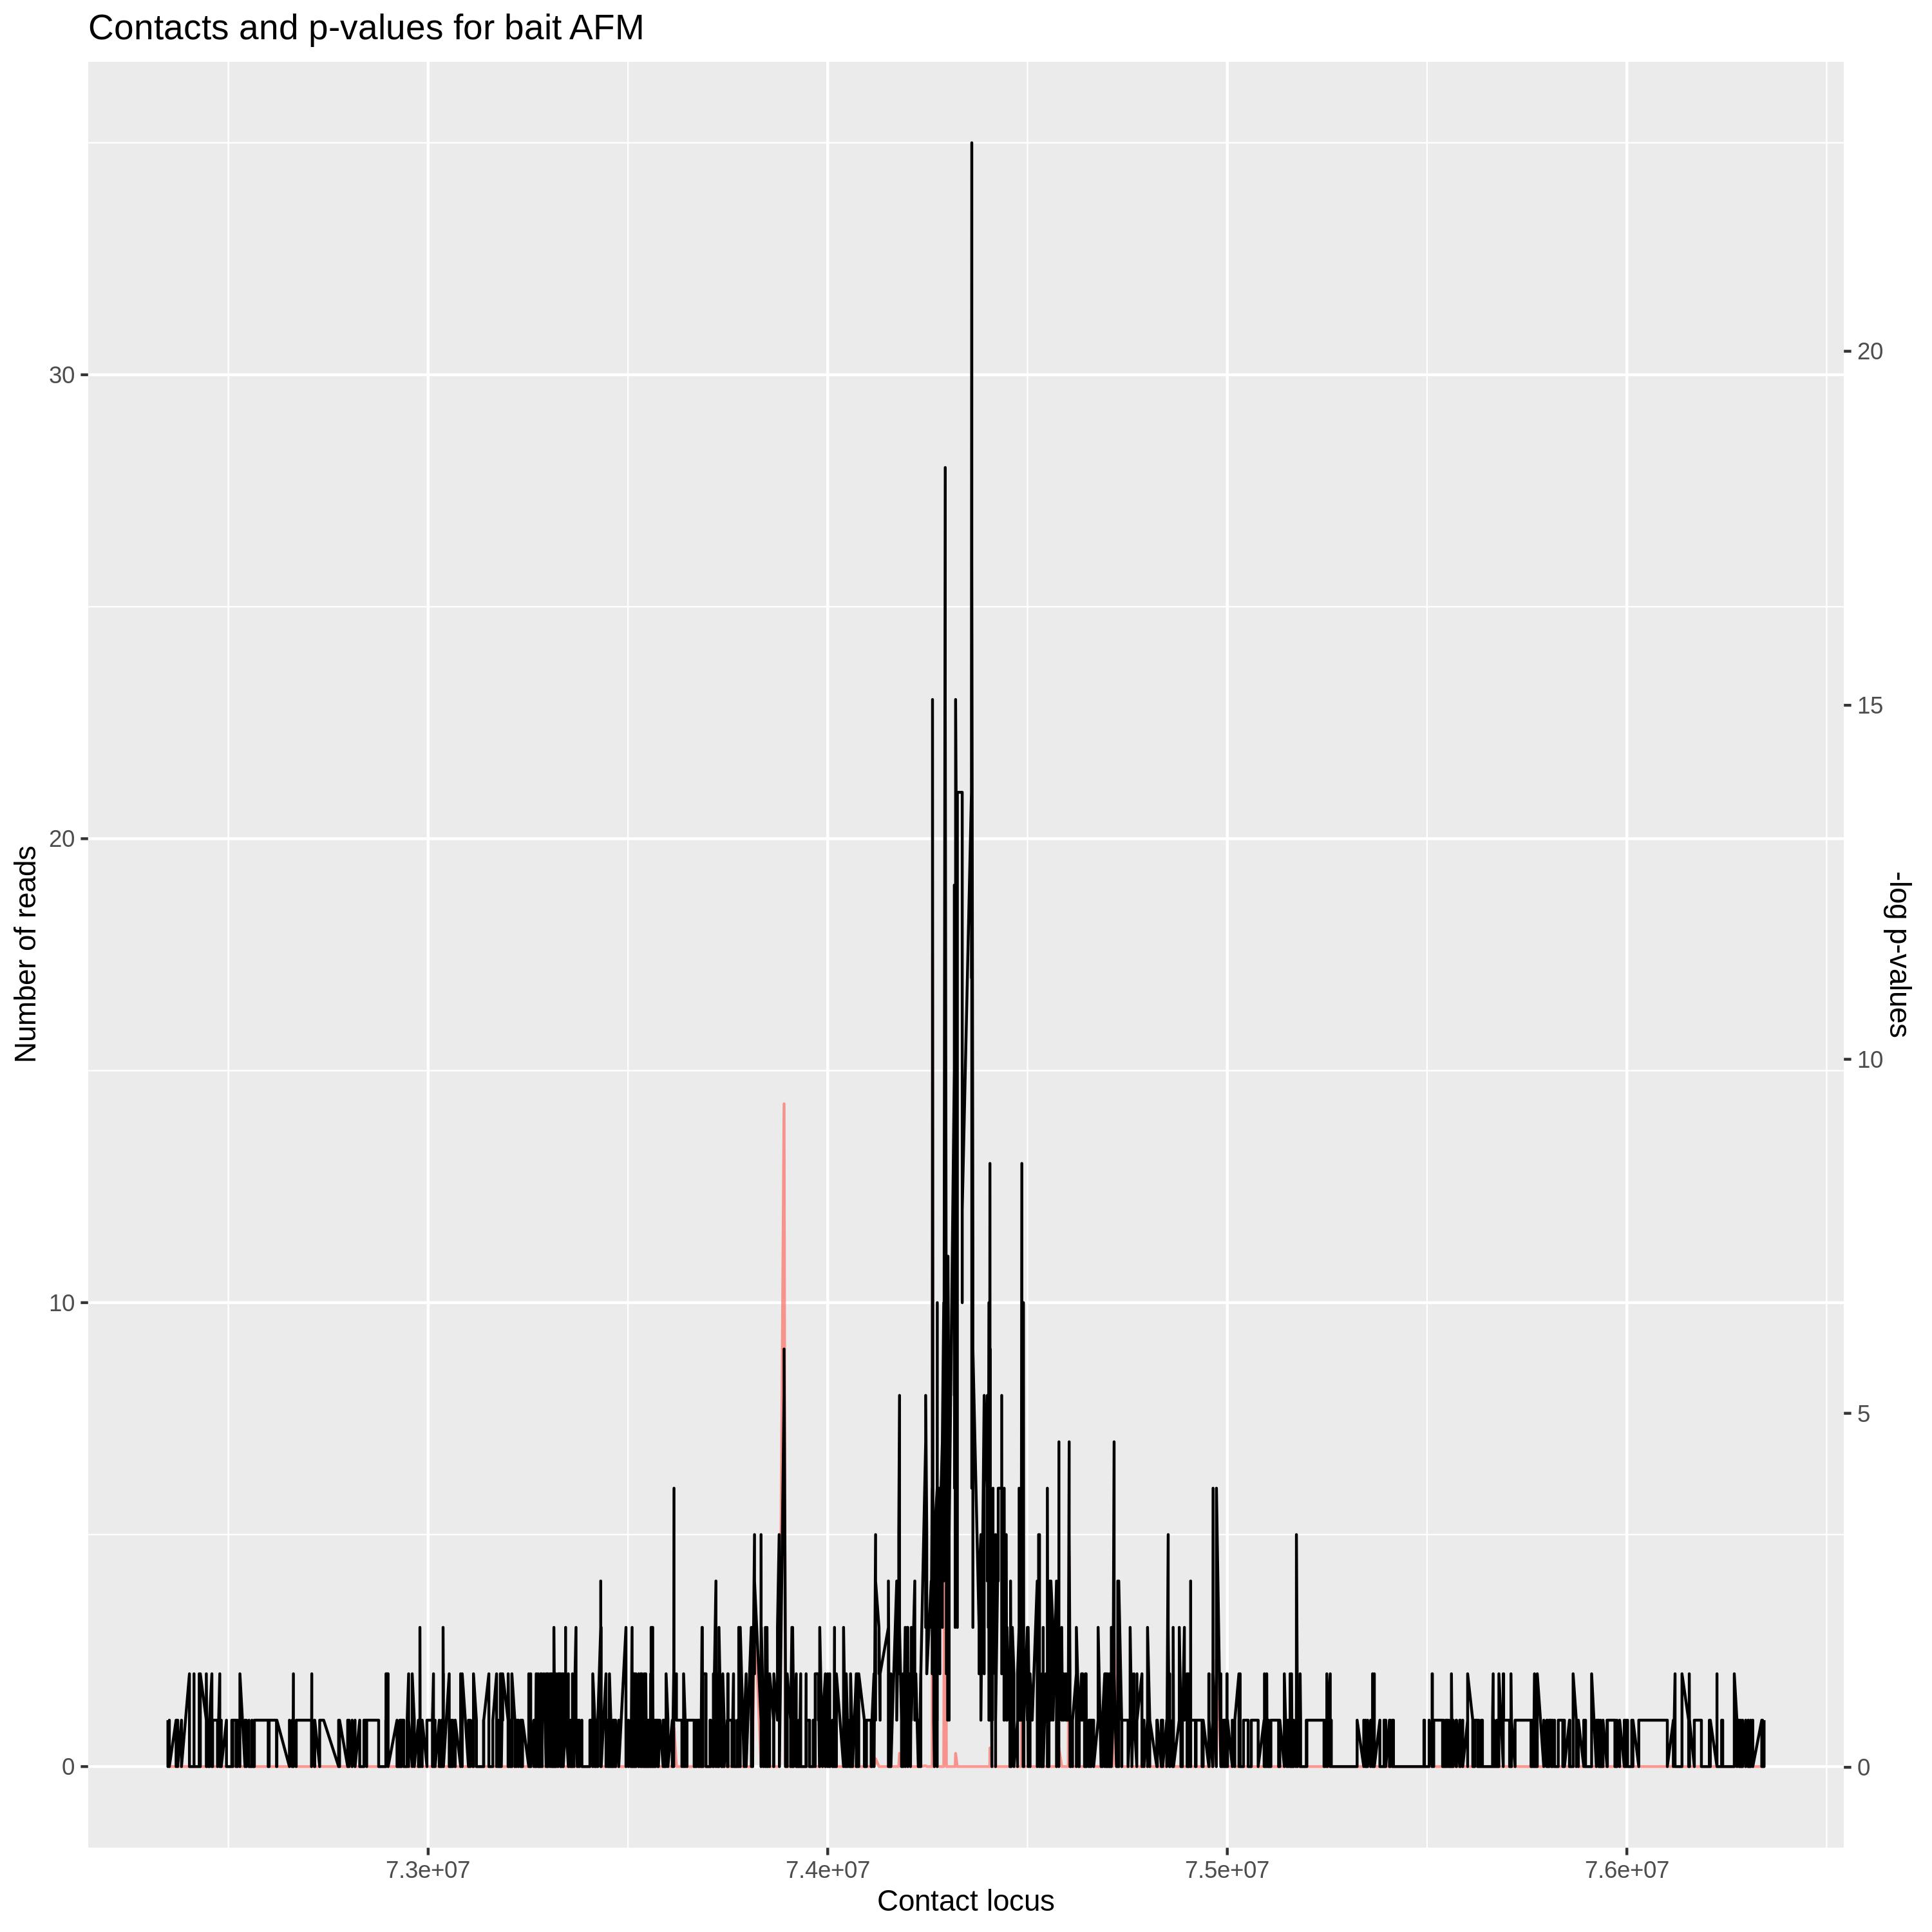 Contacts and p-values for bait AFM
Number of reads
30
20
10
0
20
15
10
5
0
-log p-values
7.3e+07 7.4e+07 7.5e+07 7.6e+07
Contact locus